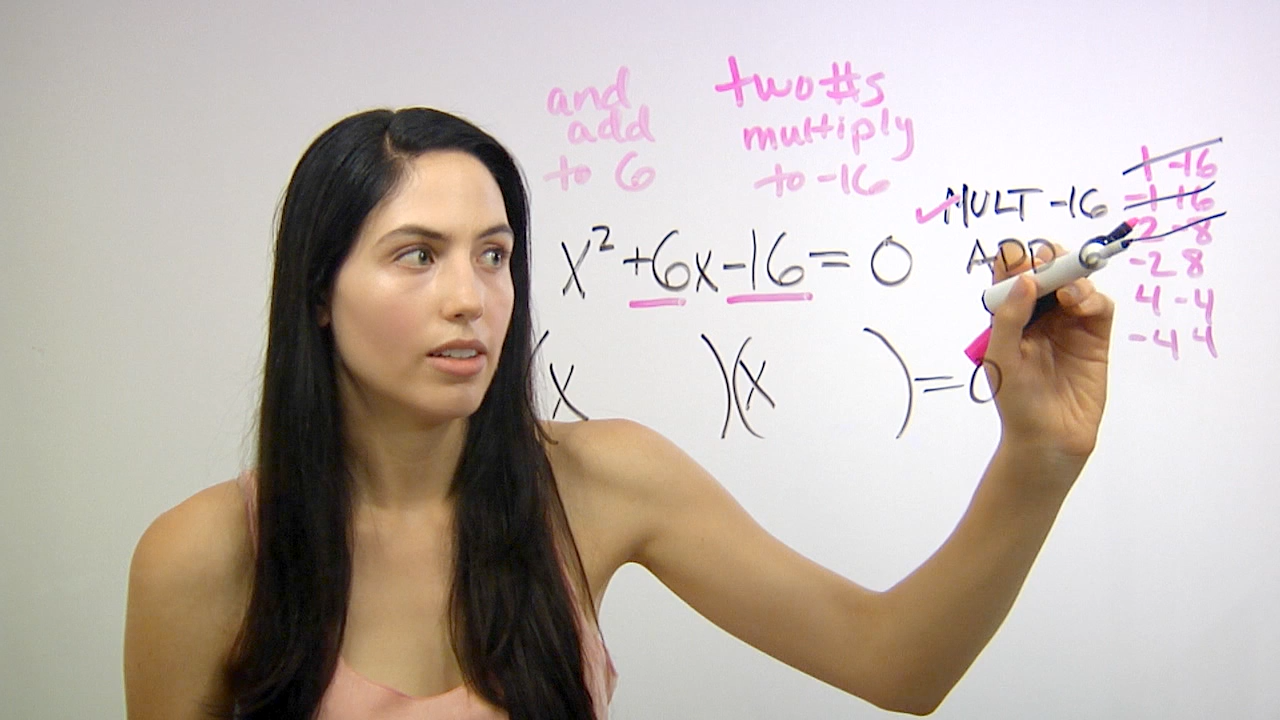 and
add
to 6
two #s
multiply
to -16
MULT -16
ADD 6
x² + 6x - 16 = 0
(x )(x ) = 0
1 -16
-1 16
2 -8
-2 8
4 -4
-4 4